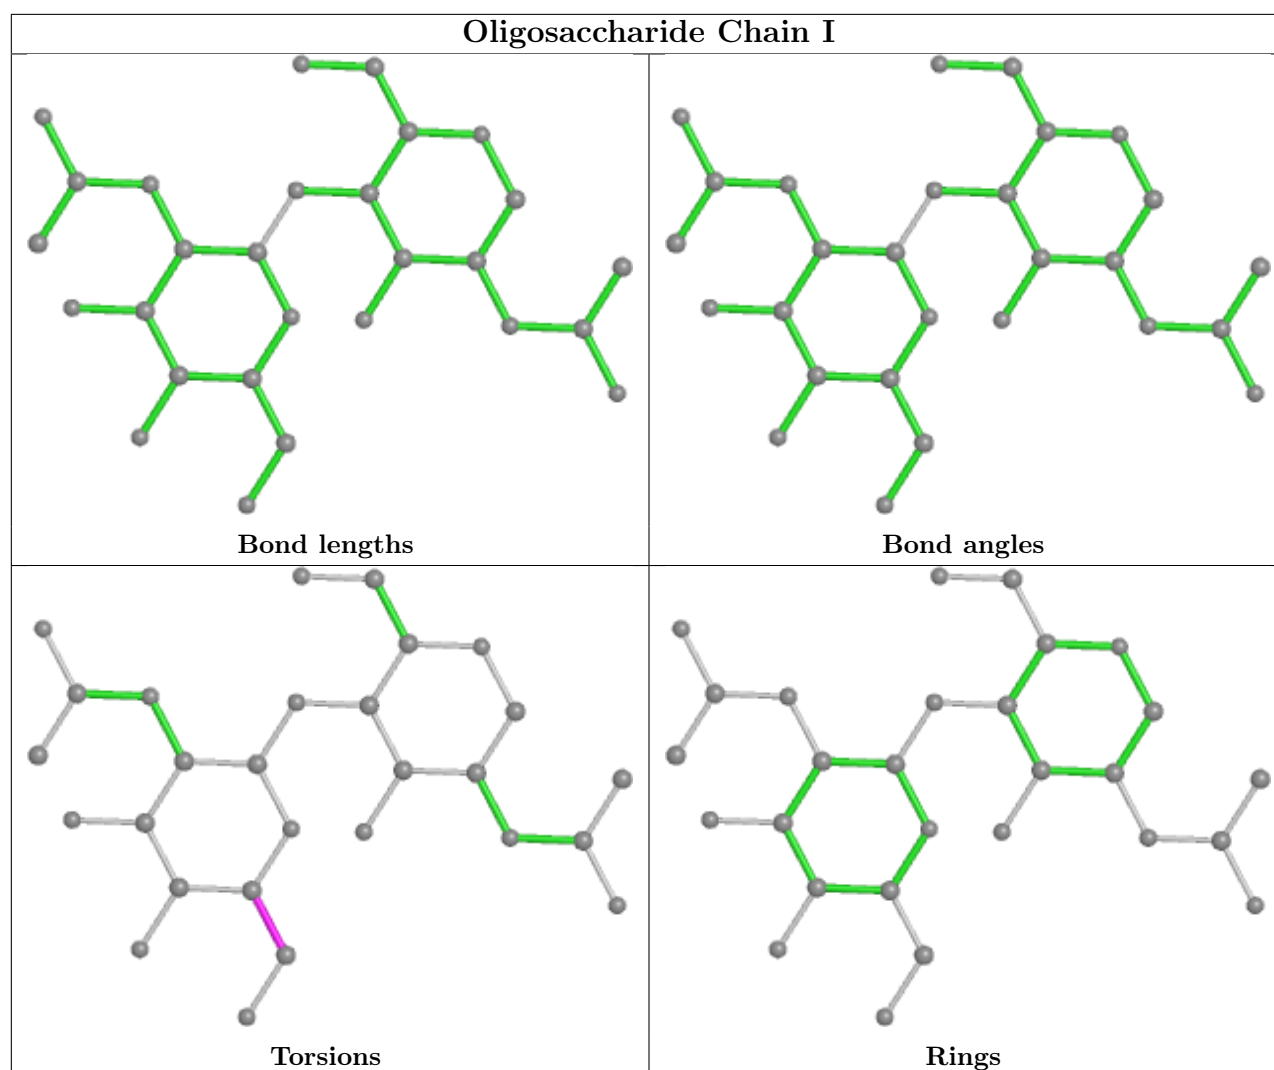 Oligosaccharide Chain I
Bond lengths
Bond angles
Torsions
Rings